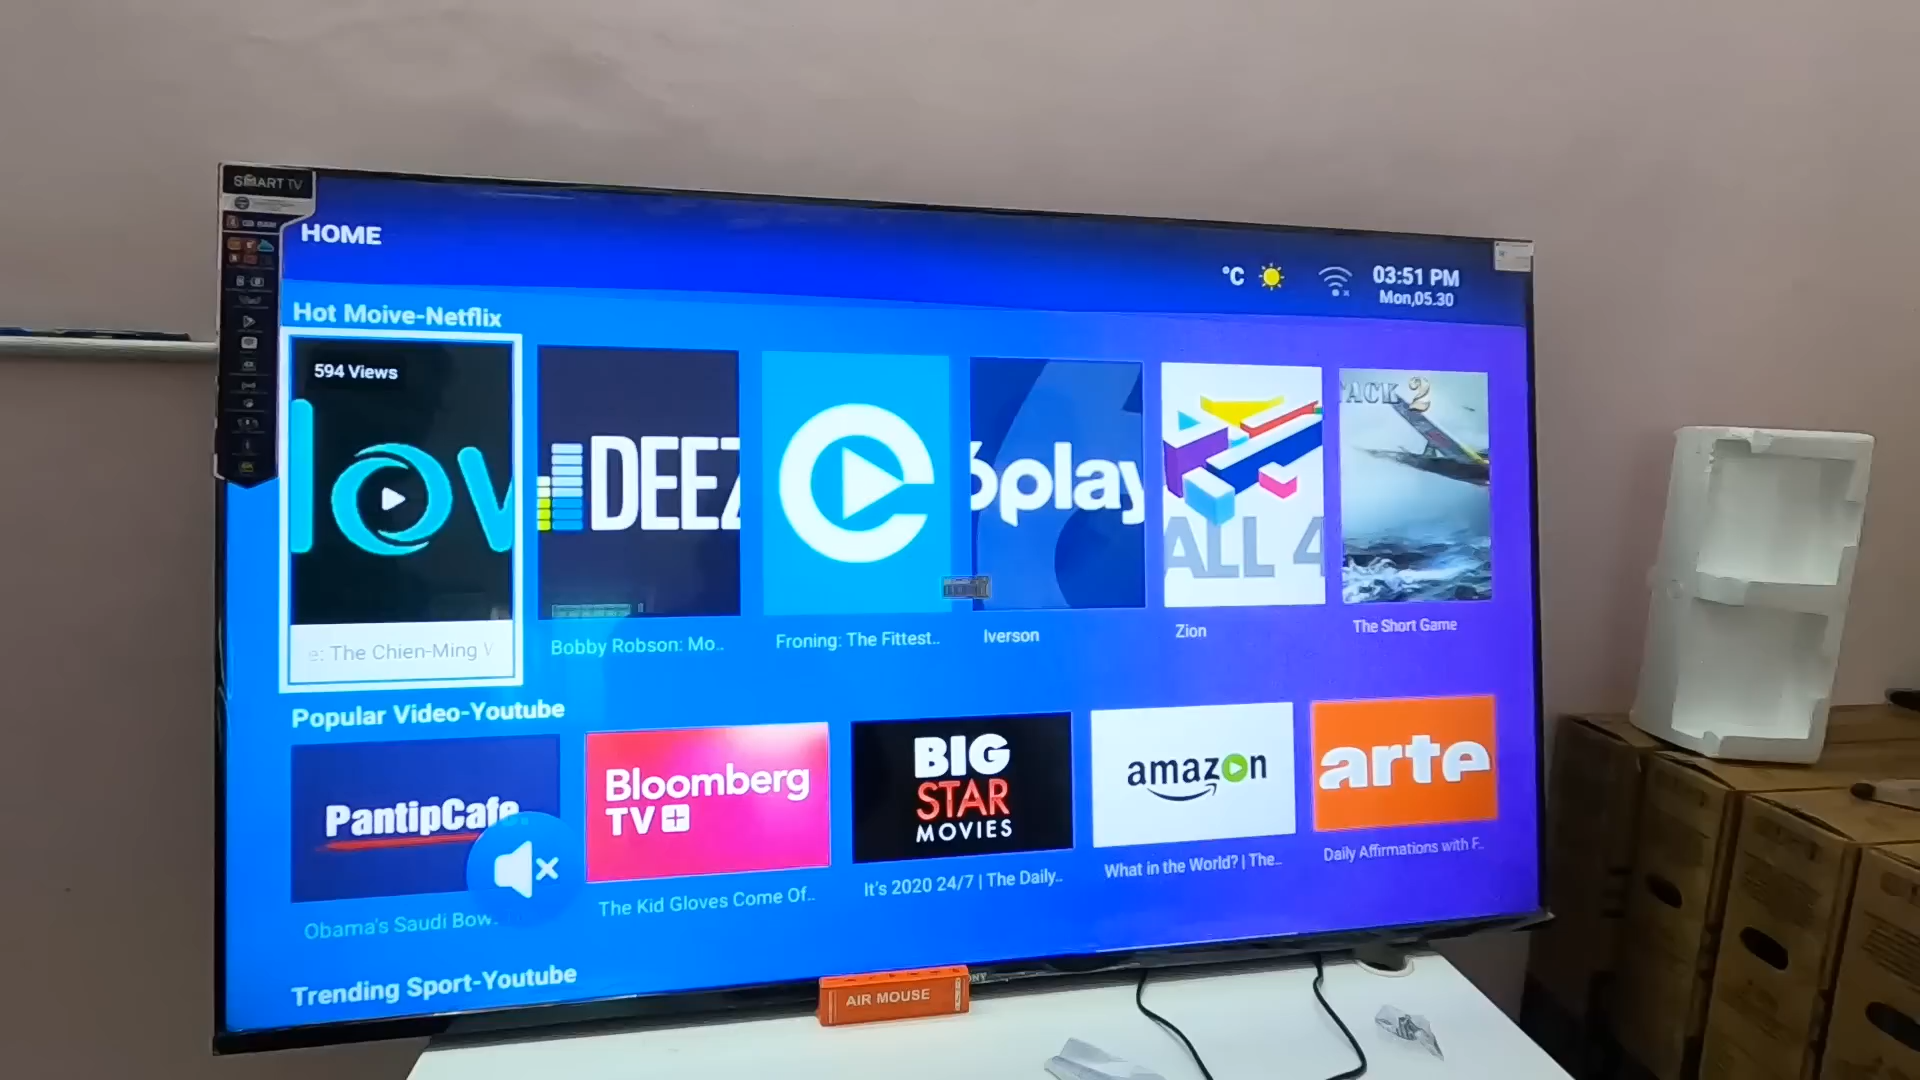 SMART TV
HOME
°C
03:51 PM
Mon,05.30
Hot Moive-Netflix
594 Views
DEEZ
6play
ALL 4
TACK 2
e: The Chien-Ming W
Bobby Robson: Mo..
Froning: The Fittest..
Iverson
Zion
The Short Game
Popular Video-Youtube
PantipCafe
Bloomberg
TV+
BIG
STAR
MOVIES
amazon
arte
Obama's Saudi Bow..
The Kid Gloves Come Of..
It's 2020 24/7 | The Daily..
What in the World? | The..
Daily Affirmations with F..
Trending Sport-Youtube
AIR MOUSE